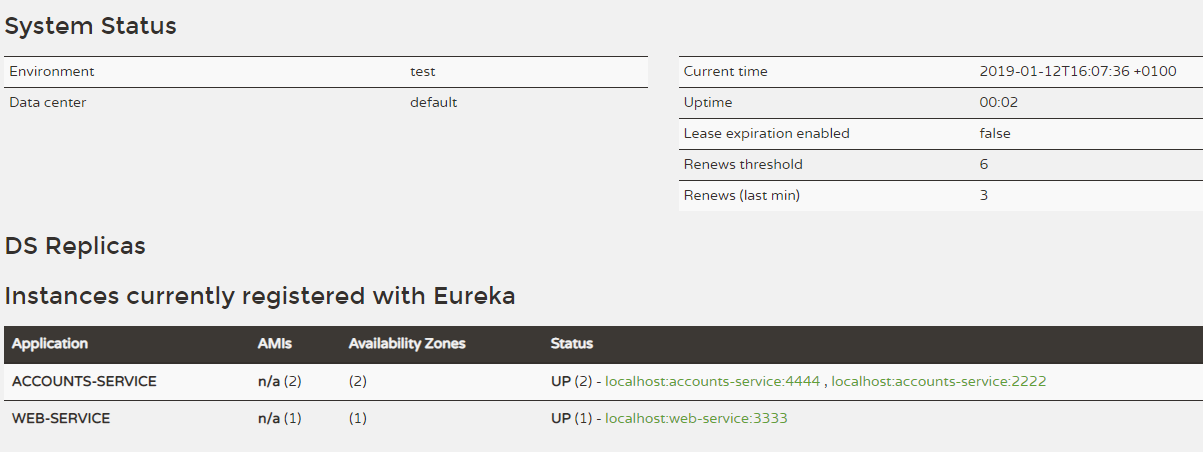 System Status
Environment test
Data center default
Current time 2019-01-12T16:07:36 +0100
Uptime 00:02
Lease expiration enabled false
Renews threshold 6
Renews (last min) 3
DS Replicas
Instances currently registered with Eureka
Application AMIs Availability Zones Status
ACCOUNTS-SERVICE n/a (2) (2) UP (2) - localhost:accounts-service:4444 , localhost:accounts-service:2222
WEB-SERVICE n/a (1) (1) UP (1) - localhost:web-service:3333